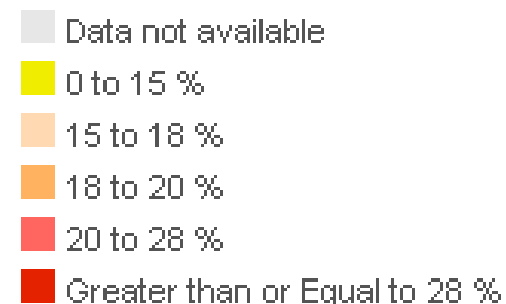 Data not available
0 to 15 %
15 to 18 %
18 to 20 %
20 to 28 %
Greater than or Equal to 28 %